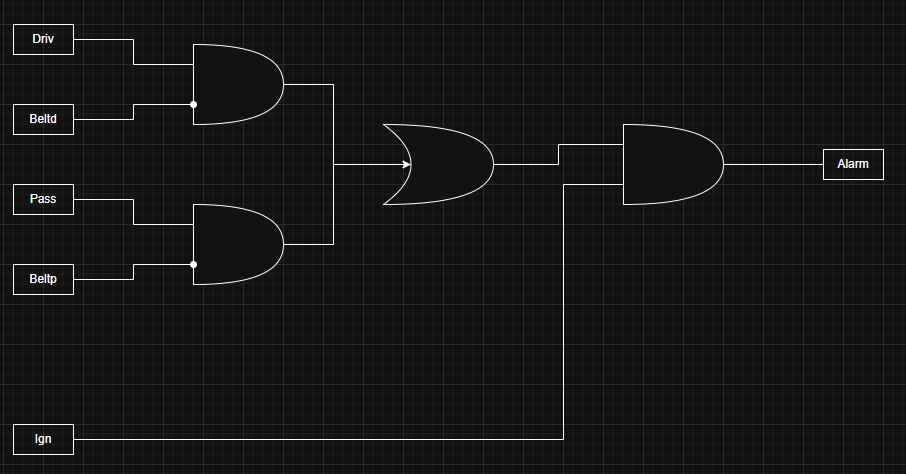 Driv
Beltd
Pass
Beltp
Ign
Alarm